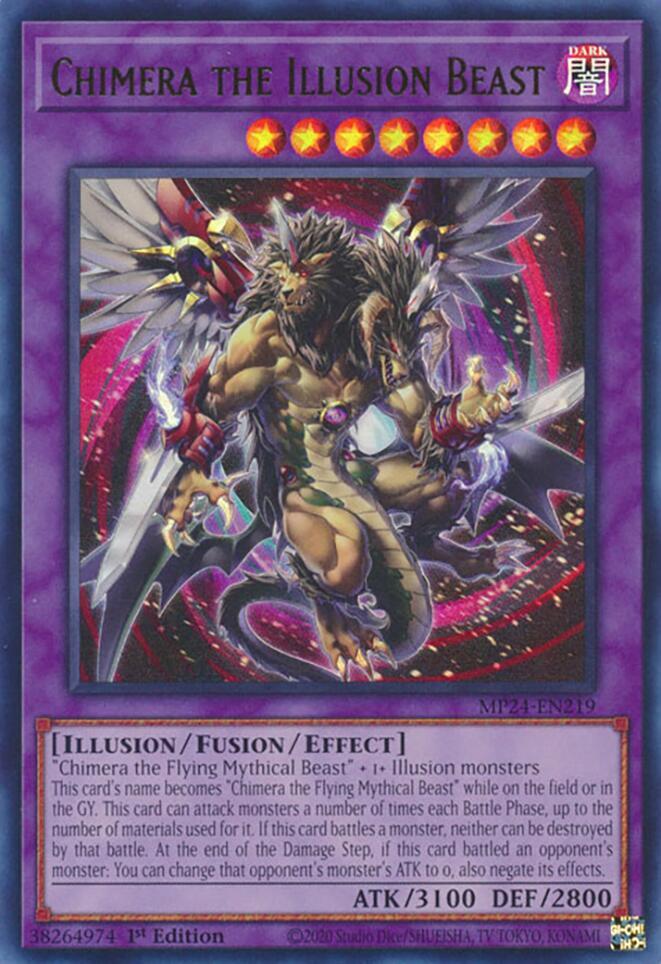 CHIMERA THE ILLUSION BEAST
DARK
闇
MP24-EN219
[ILLUSION/FUSION/EFFECT]
"Chimera the Flying Mythical Beast" + 1+ Illusion monsters
This card's name becomes "Chimera the Flying Mythical Beast" while on the field or in
the GY. This card can attack monsters a number of times each Battle Phase, up to the
number of materials used for it. If this card battles a monster, neither can be destroyed
by that battle. At the end of the Damage Step, if this card battled an opponent's
monster: You can change that opponent's monster's ATK to 0, also negate its effects.
ATK/3100 DEF/2800
38264974 1st Edition ©2020 Studio Dice/SHUEISHA, TV TOKYO, KONAMI